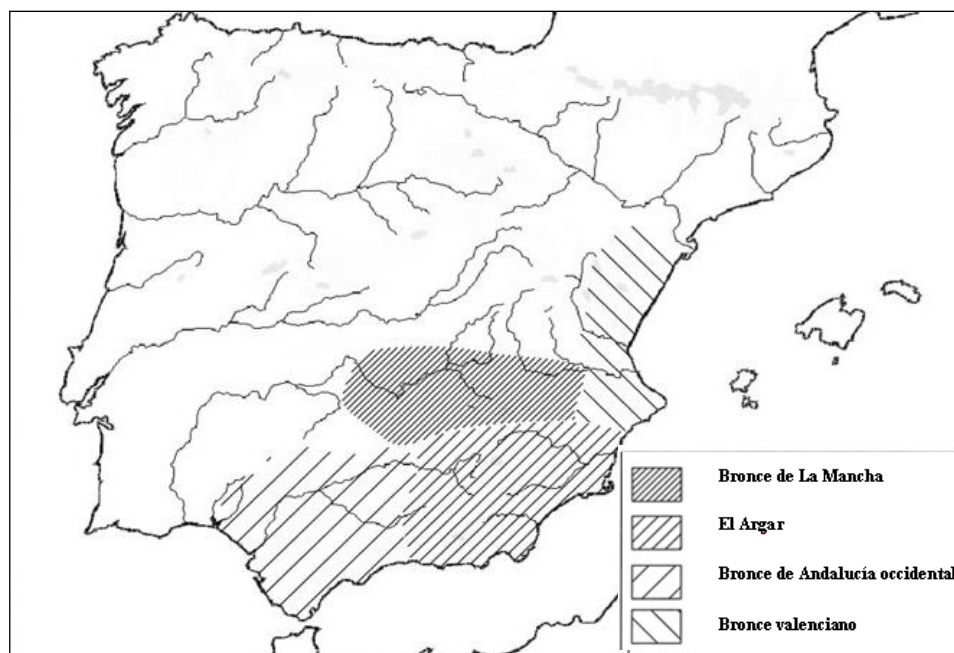 Bronce de La Mancha
El Argar
Bronce de Andalucía occidental
Bronce valenciano